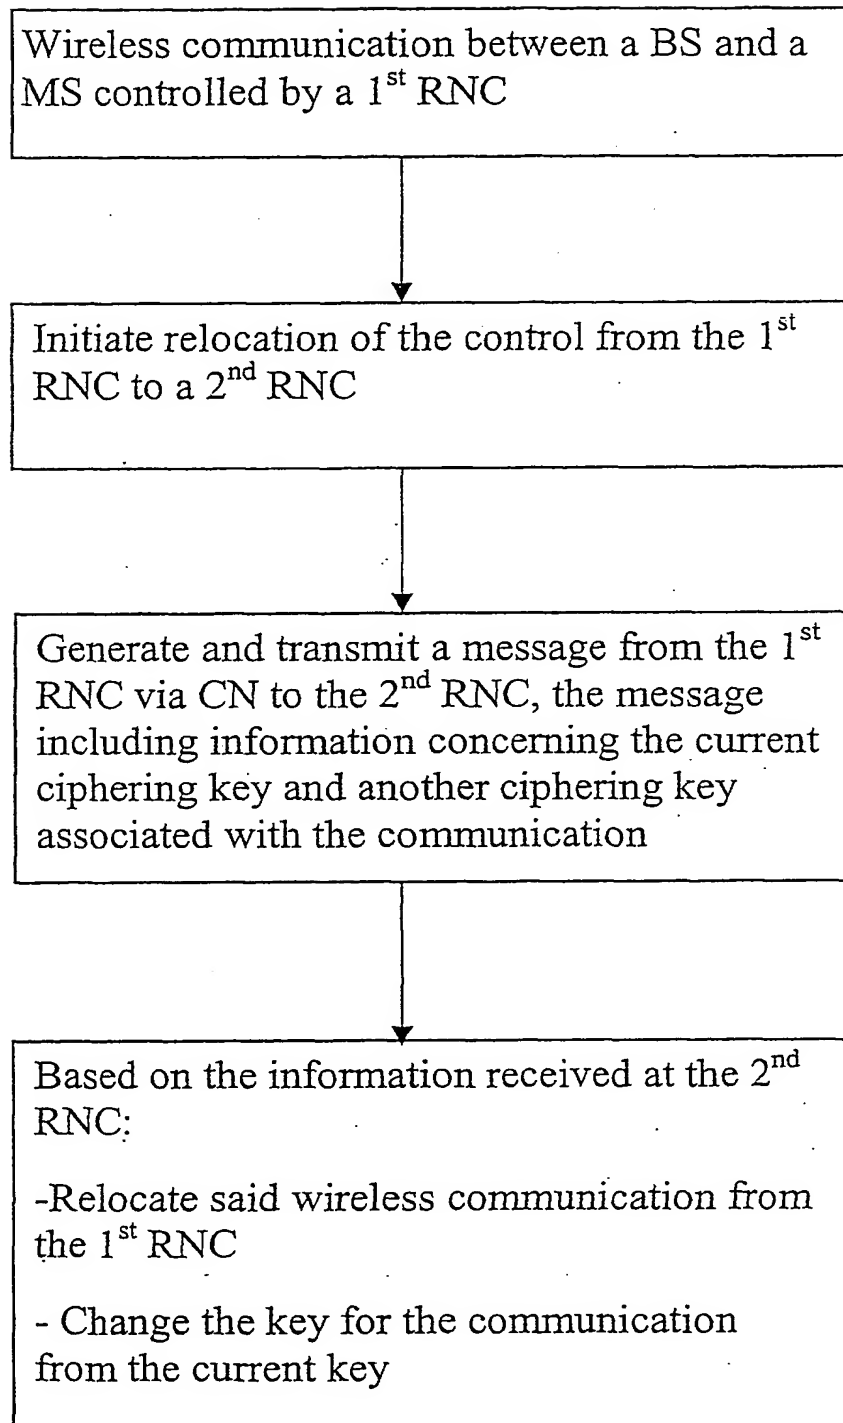 Wireless communication between a BS and a
MS controlled by a 1st RNC
Initiate relocation of the control from the 1st
RNC to a 2nd RNC
Generate and transmit a message from the 1st
RNC via CN to the 2nd RNC, the message
including information concerning the current
ciphering key and another ciphering key
associated with the communication
Based on the information received at the 2nd
RNC:
-Relocate said wireless communication from
the 1st RNC
- Change the key for the communication
from the current key